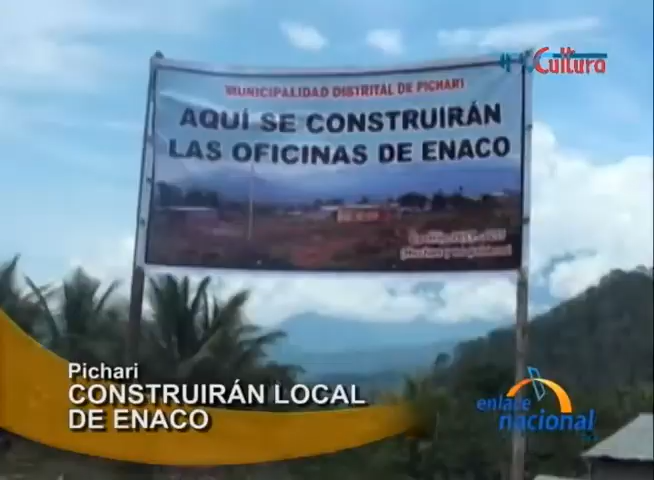 Cultura
MUNICIPALIDAD DISTRITAL DE PICHARI
AQUÍ SE CONSTRUIRÁN
LAS OFICINAS DE ENACO
Pichari
CONSTRUIRÁN LOCAL
DE ENACO
enlace
nacional